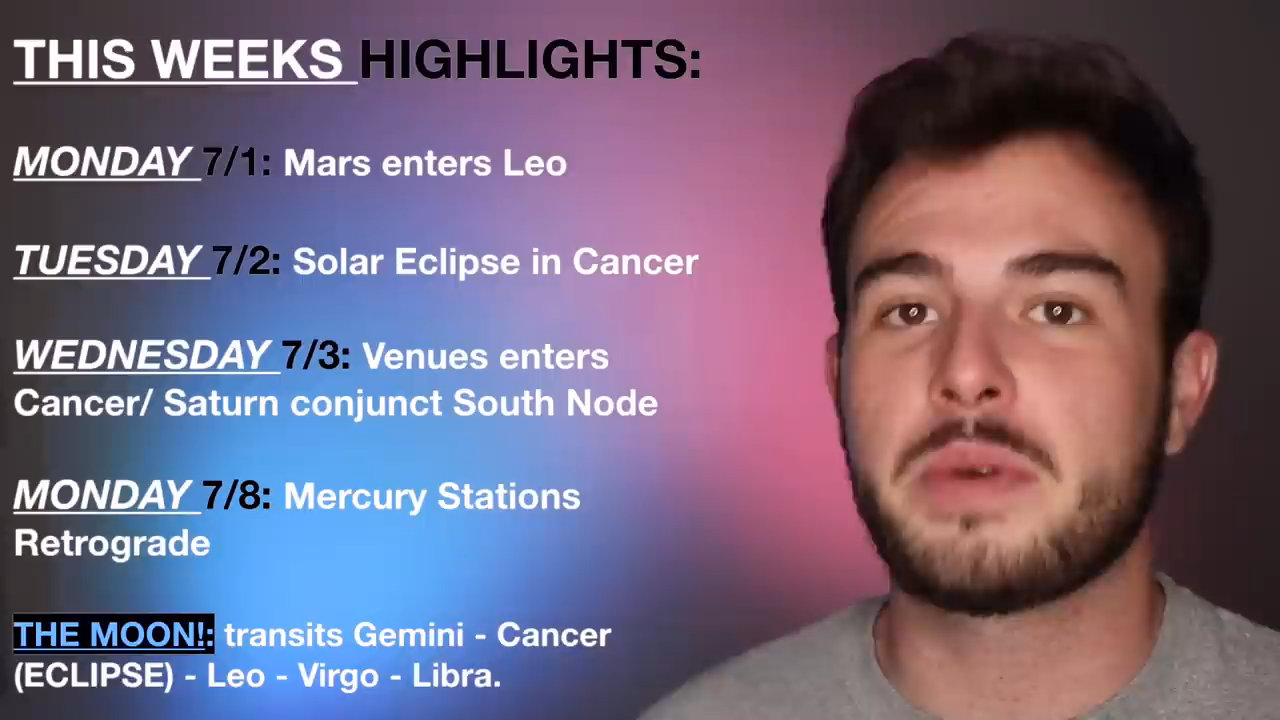 THIS WEEKS HIGHLIGHTS:
MONDAY 7/1: Mars enters Leo
TUESDAY 7/2: Solar Eclipse in Cancer
WEDNESDAY 7/3: Venues enters
Cancer/ Saturn conjunct South Node
MONDAY 7/8: Mercury Stations
Retrograde
THE MOON!: transits Gemini - Cancer
(ECLIPSE) - Leo - Virgo - Libra.